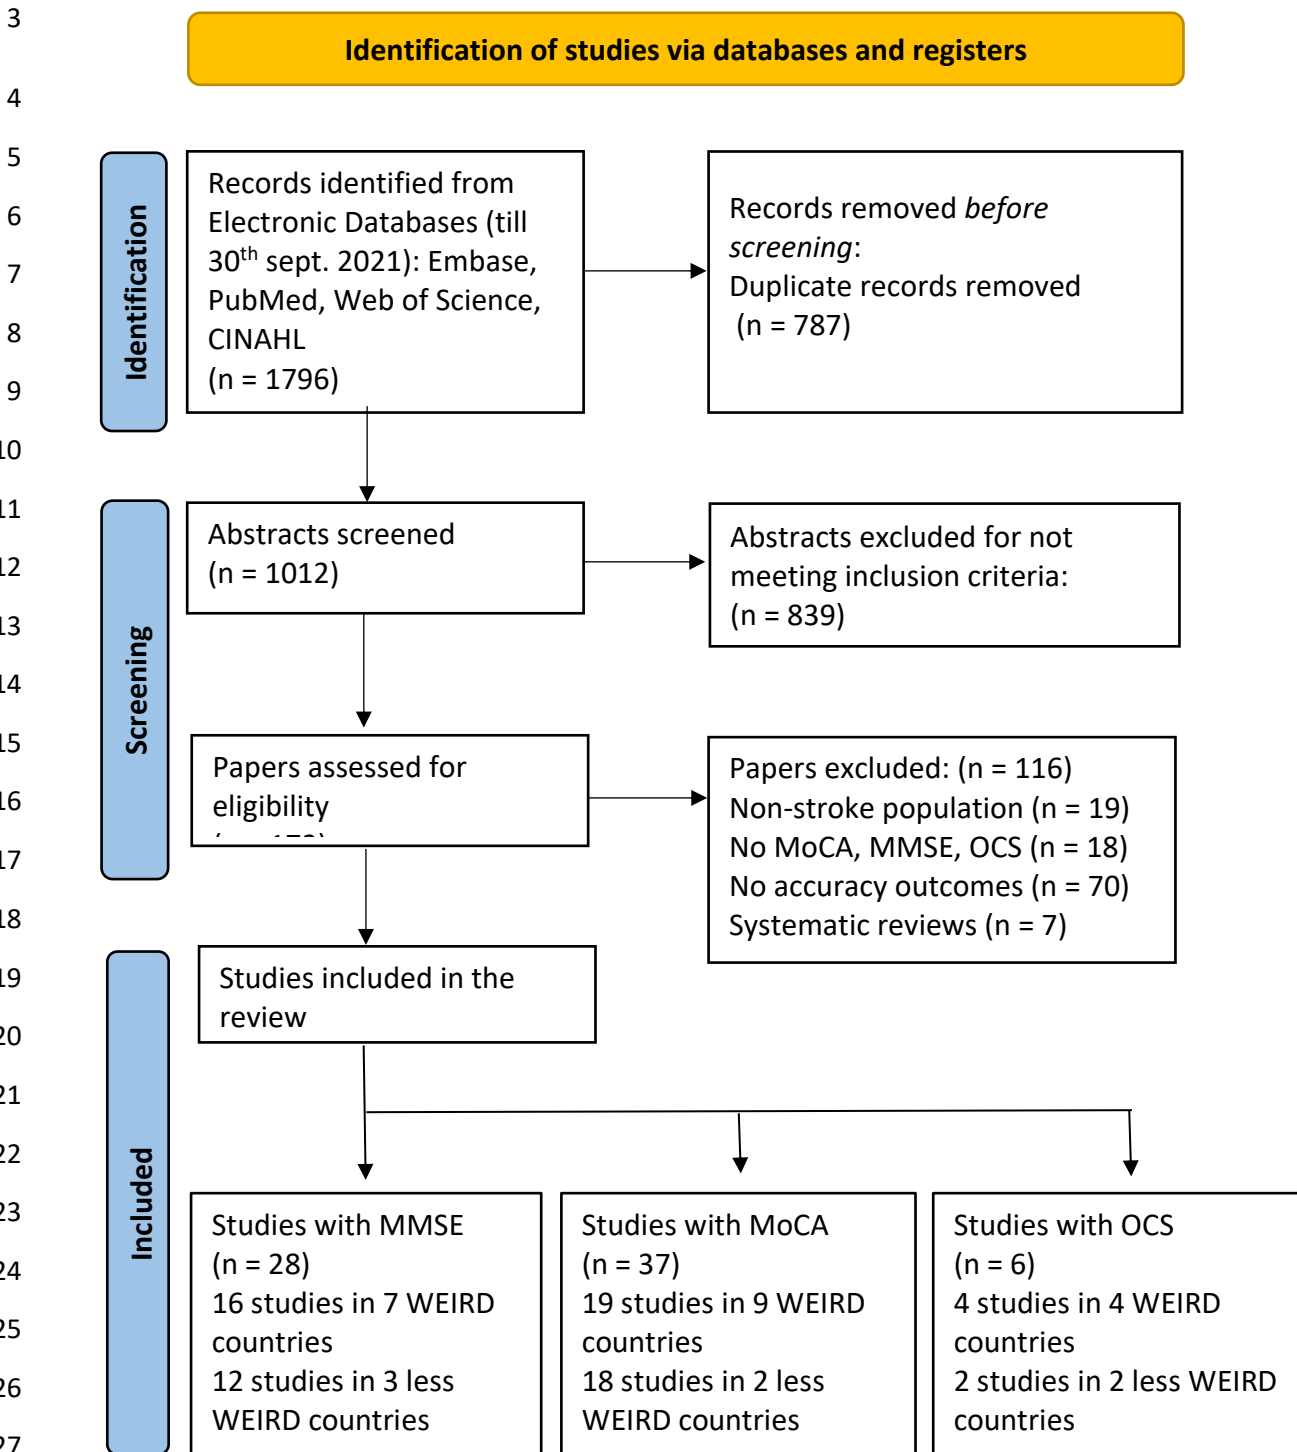 3
Identification of studies via databases and registers
4
5
6
7
8
9
10
11
12
13
14
15
16
17
18
19
20
21
22
23
24
25
26
27
Identification
Records identified from
Electronic Databases (till
30th sept. 2021): Embase,
PubMed, Web of Science,
CINAHL
(n = 1796)
Records removed before
screening:
Duplicate records removed
(n = 787)
Screening
Abstracts screened
(n = 1012)
Abstracts excluded for not
meeting inclusion criteria:
(n = 839)
Papers assessed for
eligibility
Papers excluded: (n = 116)
Non-stroke population (n = 19)
No MoCA, MMSE, OCS (n = 18)
No accuracy outcomes (n = 70)
Systematic reviews (n = 7)
Included
Studies included in the
review
Studies with MMSE
(n = 28)
16 studies in 7 WEIRD
countries
12 studies in 3 less
WEIRD countries
Studies with MoCA
(n = 37)
19 studies in 9 WEIRD
countries
18 studies in 2 less
WEIRD countries
Studies with OCS
(n = 6)
4 studies in 4 WEIRD
countries
2 studies in 2 less WEIRD
countries